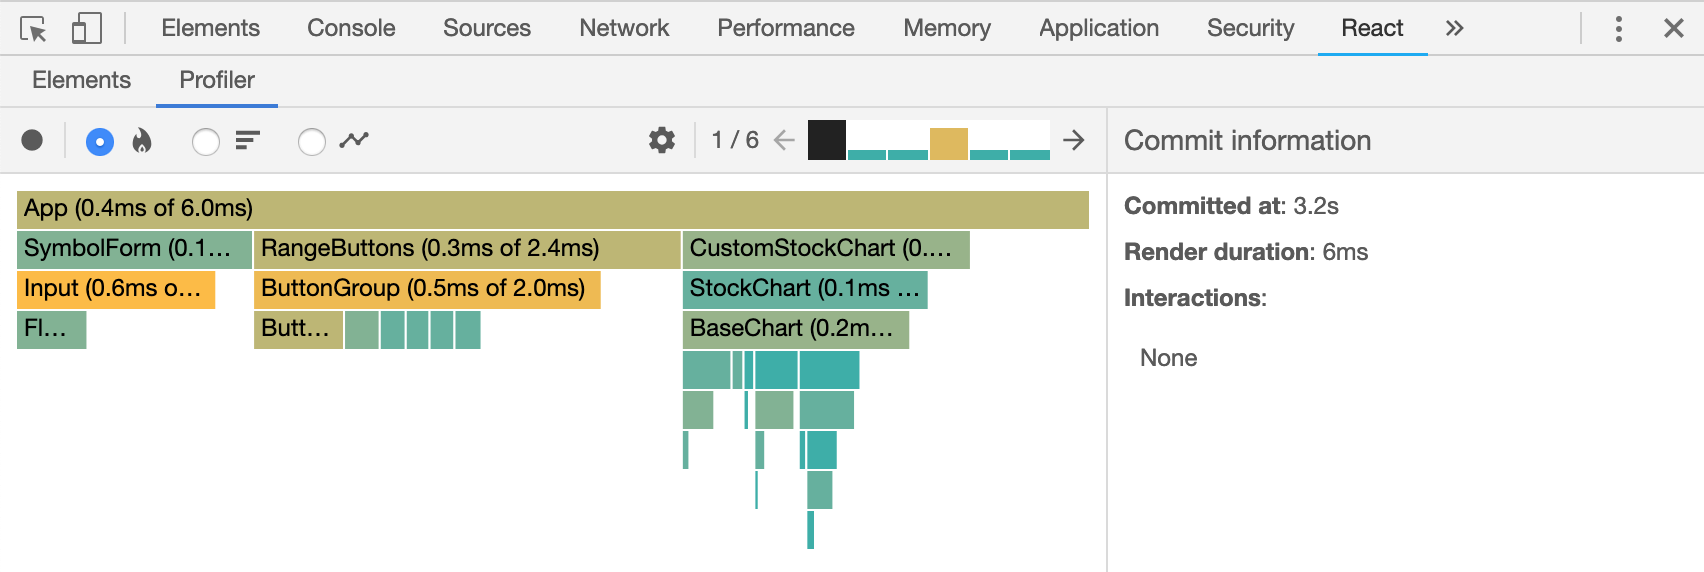 Elements Console Sources Network Performance Memory Application Security React »
Elements Profiler
1 / 6
Commit information
App (0.4ms of 6.0ms)
SymbolForm (0.1… RangeButtons (0.3ms of 2.4ms) CustomStockChart (0.…
Input (0.6ms o… ButtonGroup (0.5ms of 2.0ms) StockChart (0.1ms …
Fl… Butt… BaseChart (0.2m…
Committed at: 3.2s
Render duration: 6ms
Interactions:
None